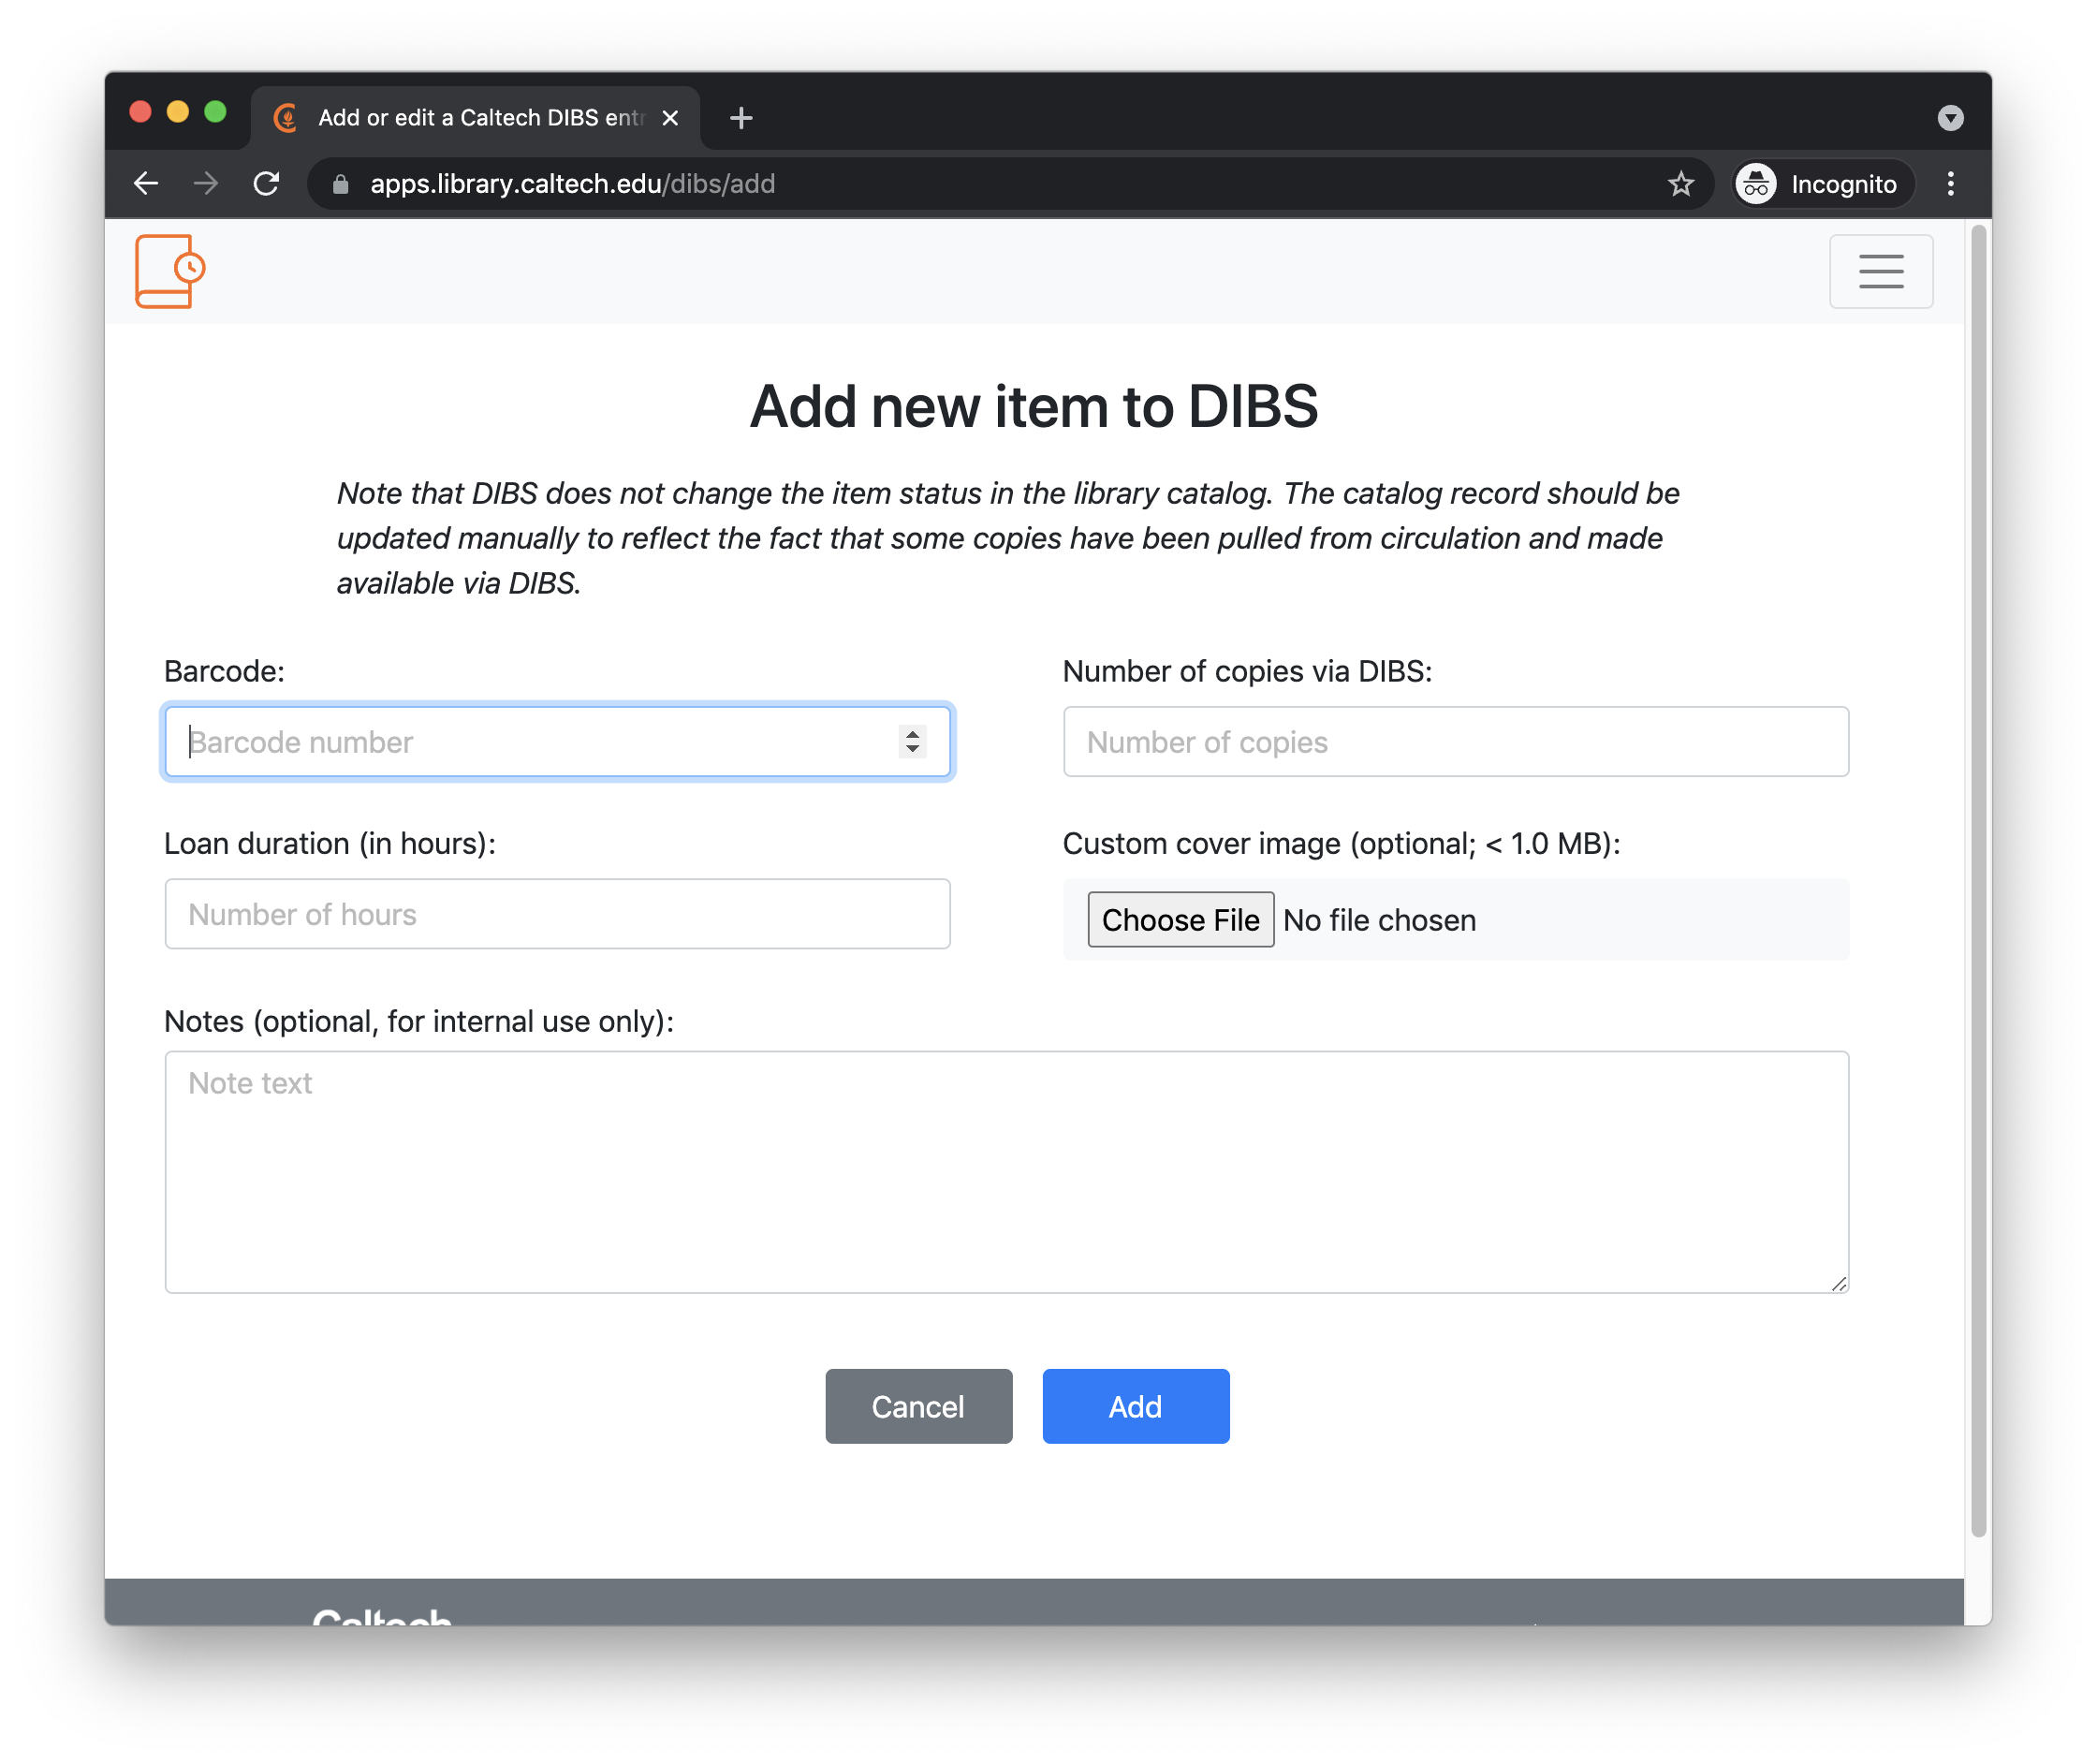 Add or edit a Caltech DIBS entr
apps.library.caltech.edu/dibs/add
Incognito
Add new item to DIBS
Note that DIBS does not change the item status in the library catalog. The catalog record should be
updated manually to reflect the fact that some copies have been pulled from circulation and made
available via DIBS.
Barcode:
Number of copies via DIBS:
Barcode number
Number of copies
Loan duration (in hours):
Custom cover image (optional; < 1.0 MB):
Number of hours
Choose File No file chosen
Notes (optional, for internal use only):
Note text
Cancel
Add
Caltech